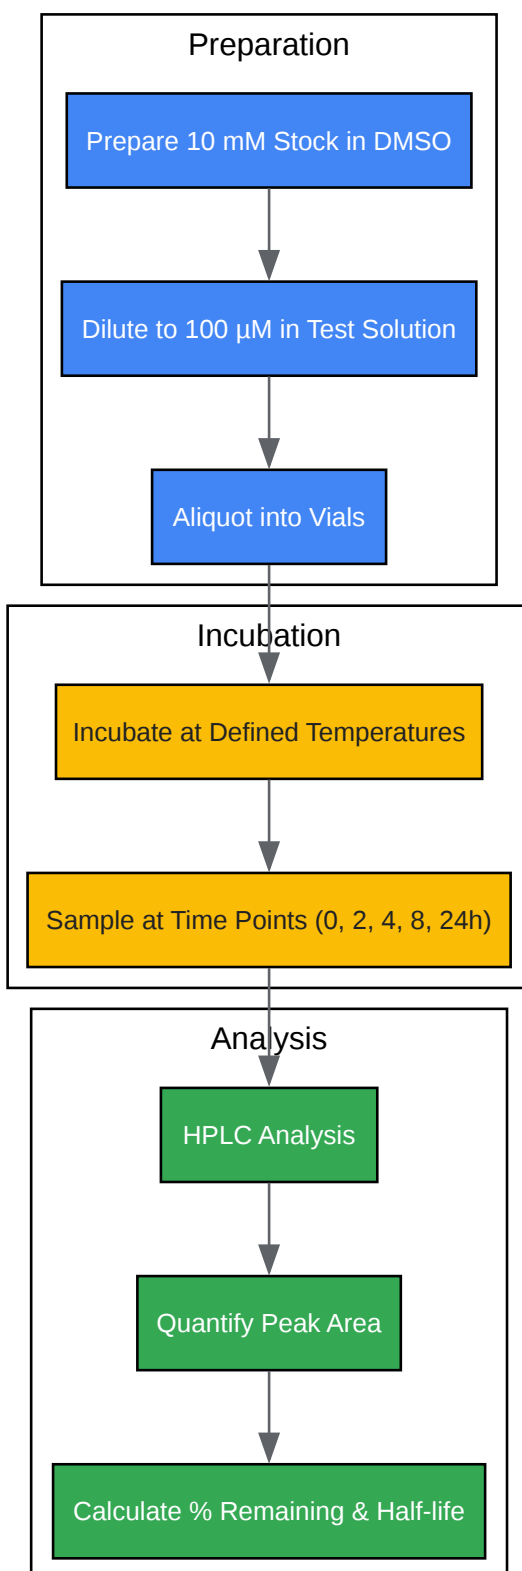 Preparation
Prepare 10 mM Stock in DMSO
Dilute to 100 µM in Test Solution
Aliquot into Vials
Incubation
Incubate at Defined Temperatures
Sample at Time Points (0, 2, 4, 8, 24h)
Analysis
HPLC Analysis
Quantify Peak Area
Calculate % Remaining & Half-life